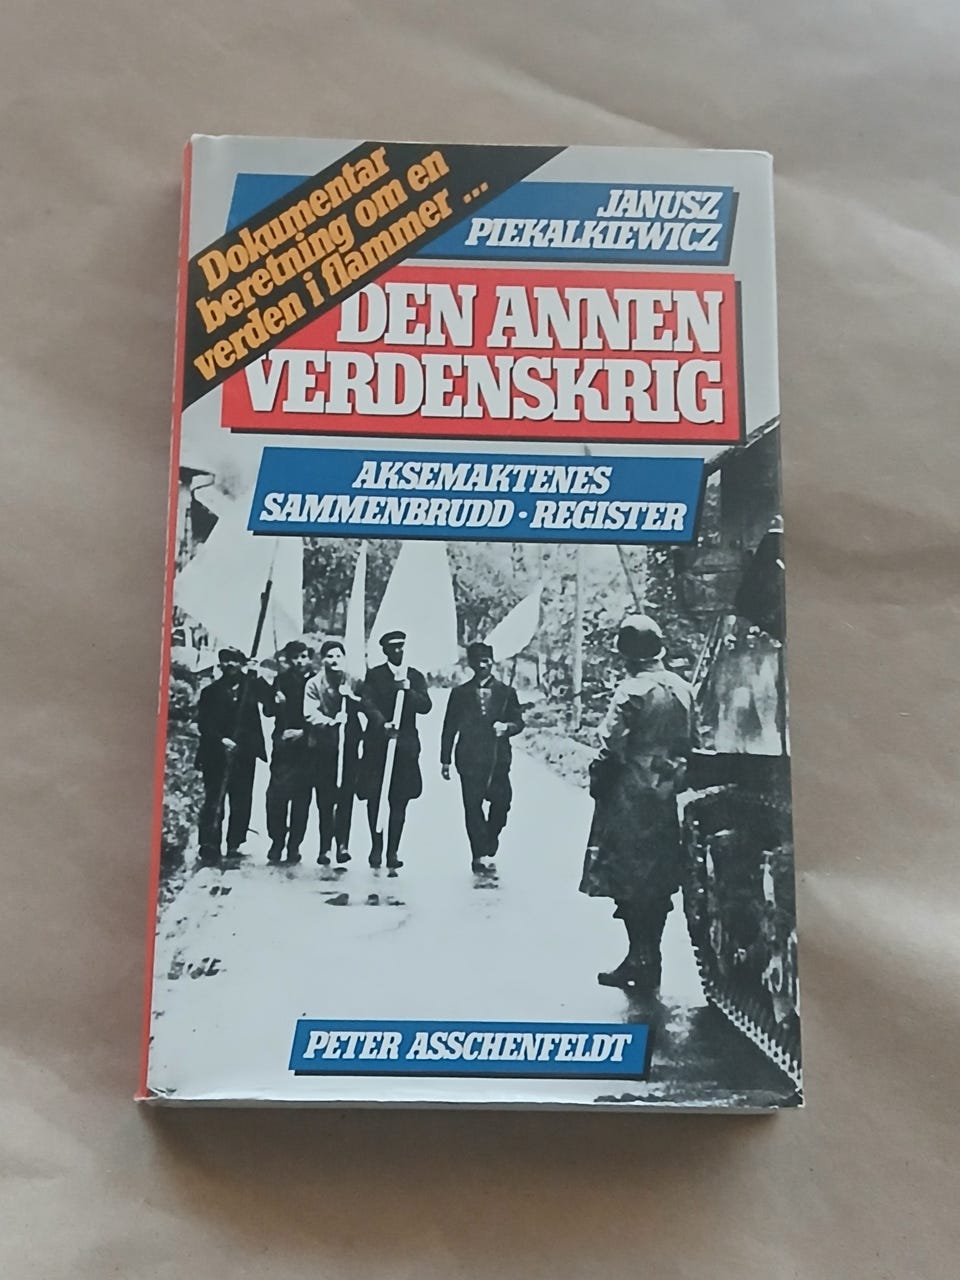 Dokumentar
beretning om en
verden i flammer ...
JANUSZ
PIEKALKIEWICZ
DEN ANNEN
VERDENSKRIG
AKSEMAKTENES
SAMMENBRUDD · REGISTER
PETER ASSCHENFELDT